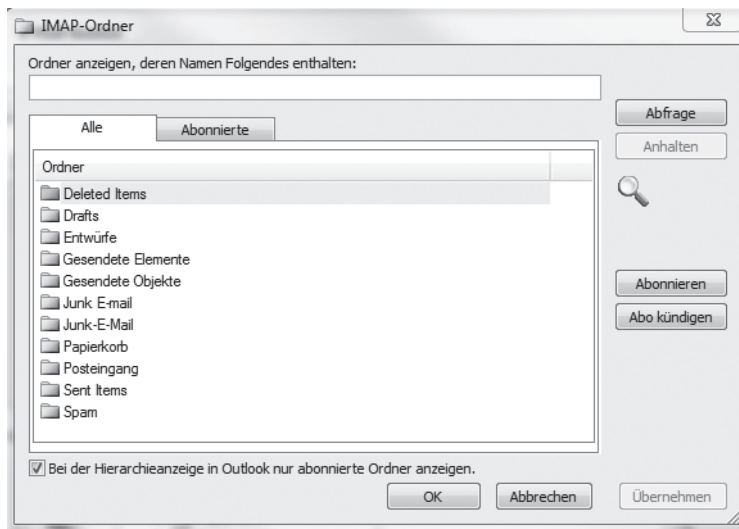 IMAP-Ordner
Ordner anzeigen, deren Namen Folgendes enthalten:
Abfrage
Anhalten
Alle
Abonnierte
Ordner
Deleted Items
Drafts
Entwürfe
Gesendete Elemente
Gesendete Objekte
Junk E-mail
Junk-E-Mail
Papierkorb
Posteingang
Sent Items
Spam
Abonnieren
Abo kündigen
Bei der Hierarchieanzeige in Outlook nur abonnierte Ordner anzeigen.
OK
Abbrechen
Übernehmen